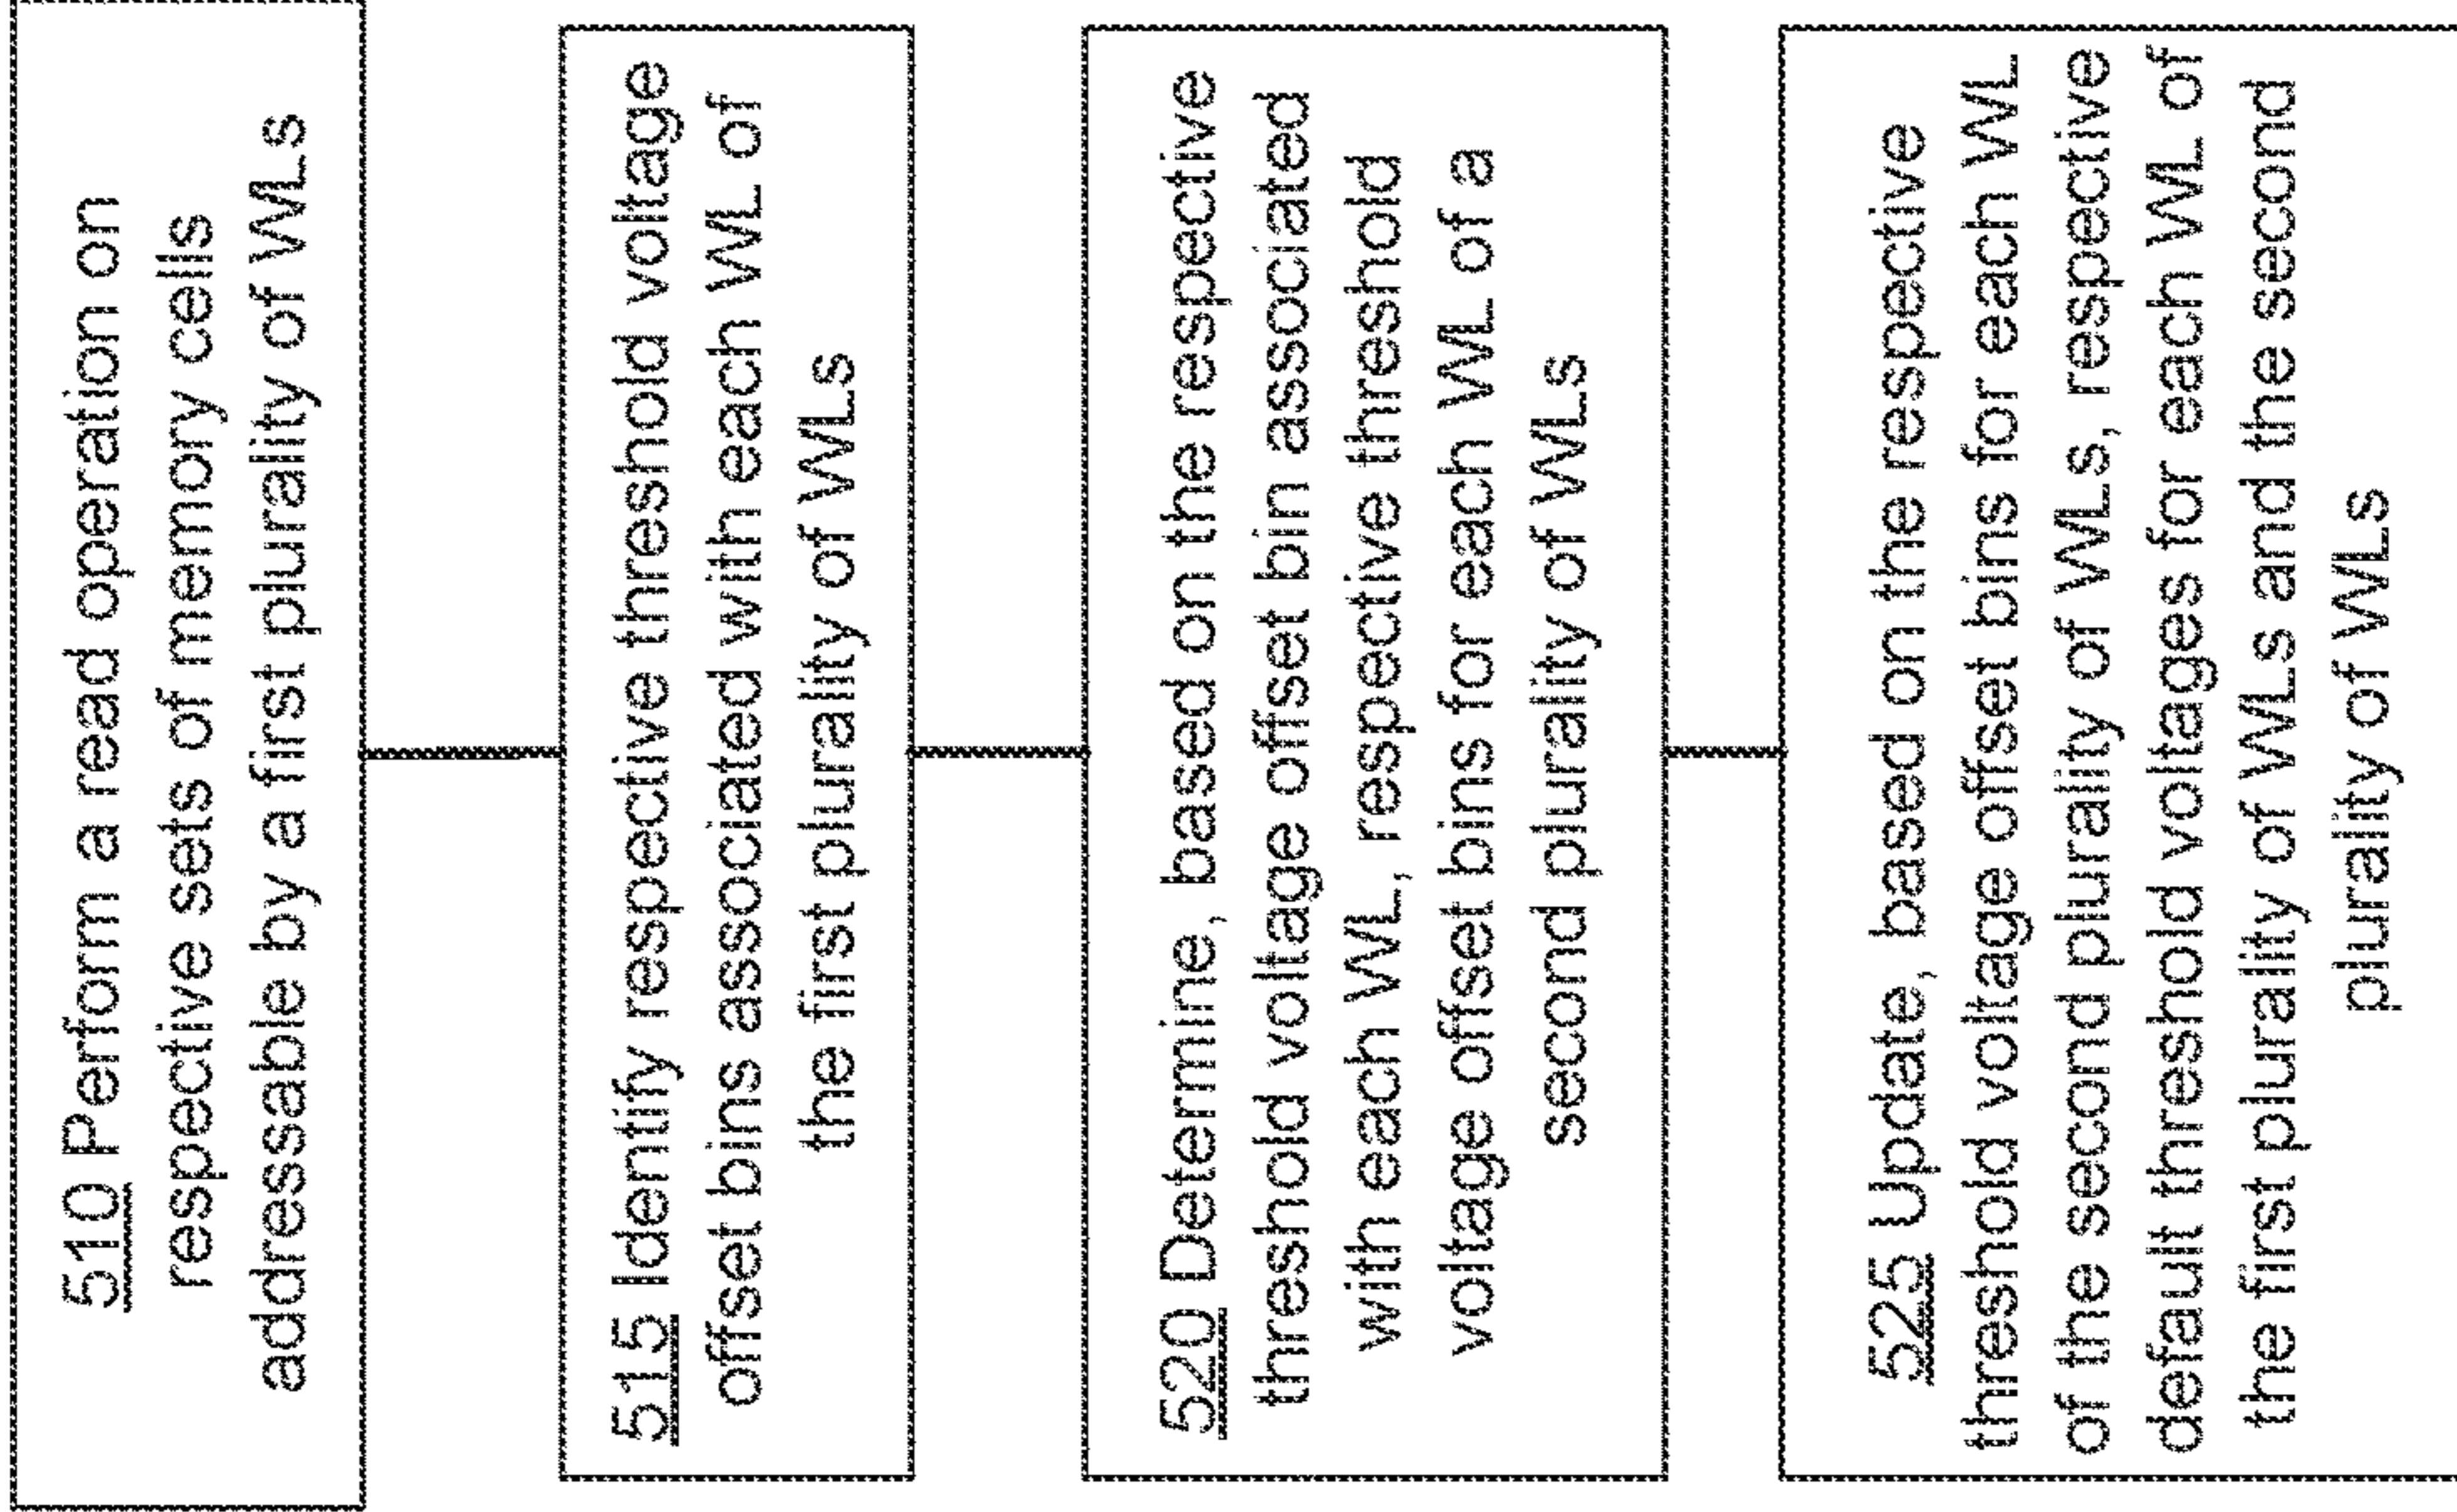 510 Perform a read operation on
respective sets of memory cells
addressable by a first plurality of WLs
515 Identify respective threshold voltage
offset bins associated with each WL of
the first plurality of WLs
520 Determine, based on the respective
threshold voltage offset bin associated
with each WL, respective threshold
voltage offset bins for each WL of a
second plurality of WLs
525 Update, based on the respective
threshold voltage offset bins for each WL
of the second plurality of WLs, respective
default threshold voltages for each WL of
the first plurality of WLs and the second
plurality of WLs